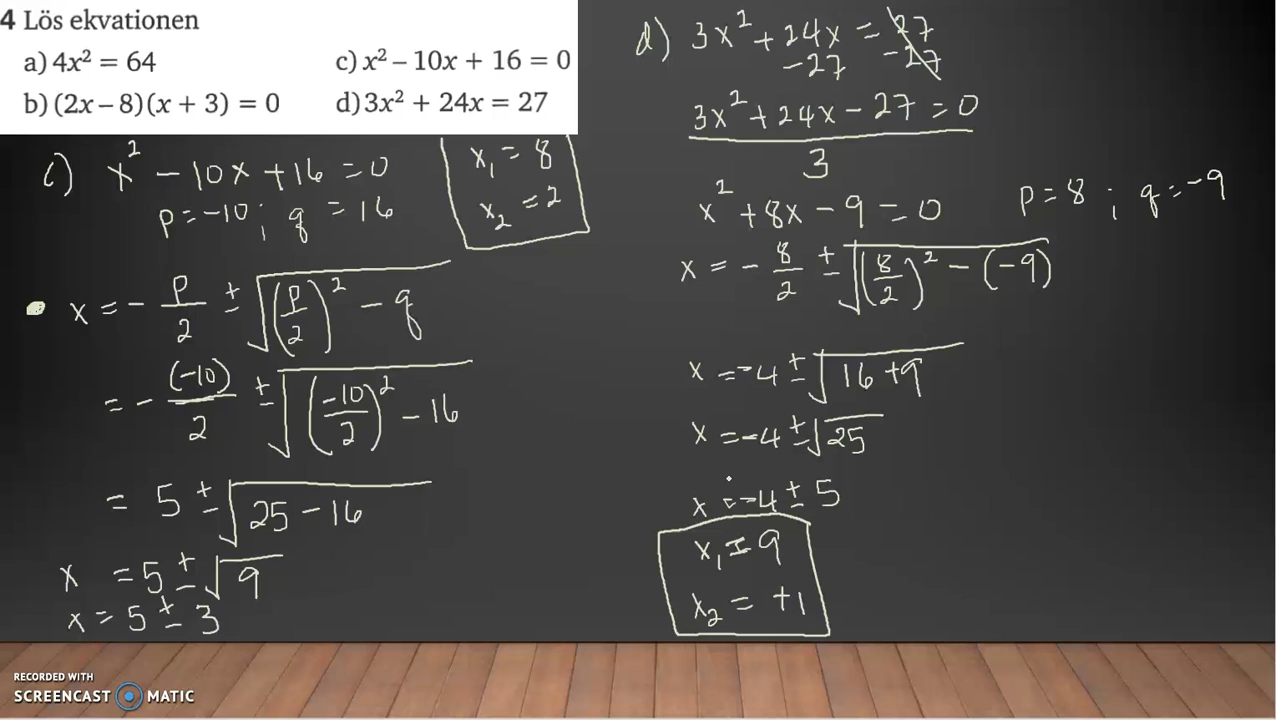 4 Lös ekvationen
a) 4x² = 64
c) x² – 10x + 16 = 0
b) (2x – 8)(x + 3) = 0
d) 3x² + 24x = 27
c) x² – 10x + 16 = 0
p = –10 ; q = 16
x₁ = 8
x₂ = 2
x = – p/2 ± √((p/2)² – q)
= – (–10)/2 ± √((–10/2)² – 16)
= 5 ± √(25 – 16)
x = 5 ± √9
x = 5 ± 3
d) 3x² + 24x = 27
–27 –27
3x² + 24x – 27 = 0
3
x² + 8x – 9 = 0 p = 8 ; q = –9
x = – 8/2 ± √((8/2)² – (–9))
x = –4 ± √(16 + 9)
x = –4 ± √25
x = –4 ± 5
x₁ = 9
x₂ = +1
RECORDED WITH
SCREENCAST MATIC